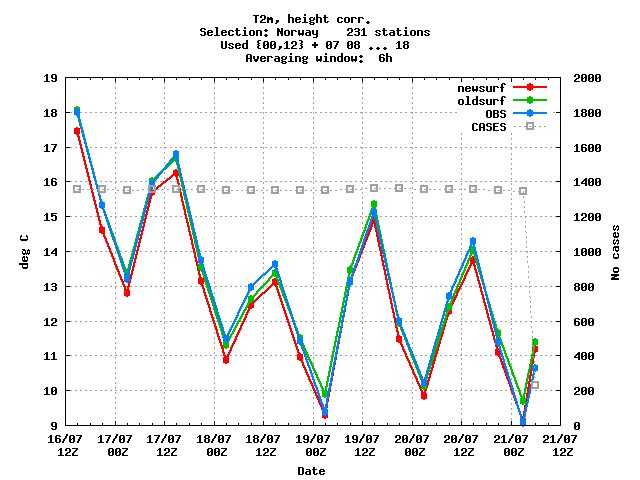 T2m, height corr.
Selection: Norway    231 stations
Used {00,12} + 07 08 ... 18
Averaging window:  6h
newsurf
oldsurf
OBS
CASES
deg C
19
18
17
16
15
14
13
12
11
10
9
2000
1800
1600
1400
1200
1000
800
600
400
200
0
No cases
16/07 17/07 17/07 18/07 18/07 19/07 19/07 20/07 20/07 21/07 21/07
12Z 00Z 12Z 00Z 12Z 00Z 12Z 00Z 12Z 00Z 12Z
Date